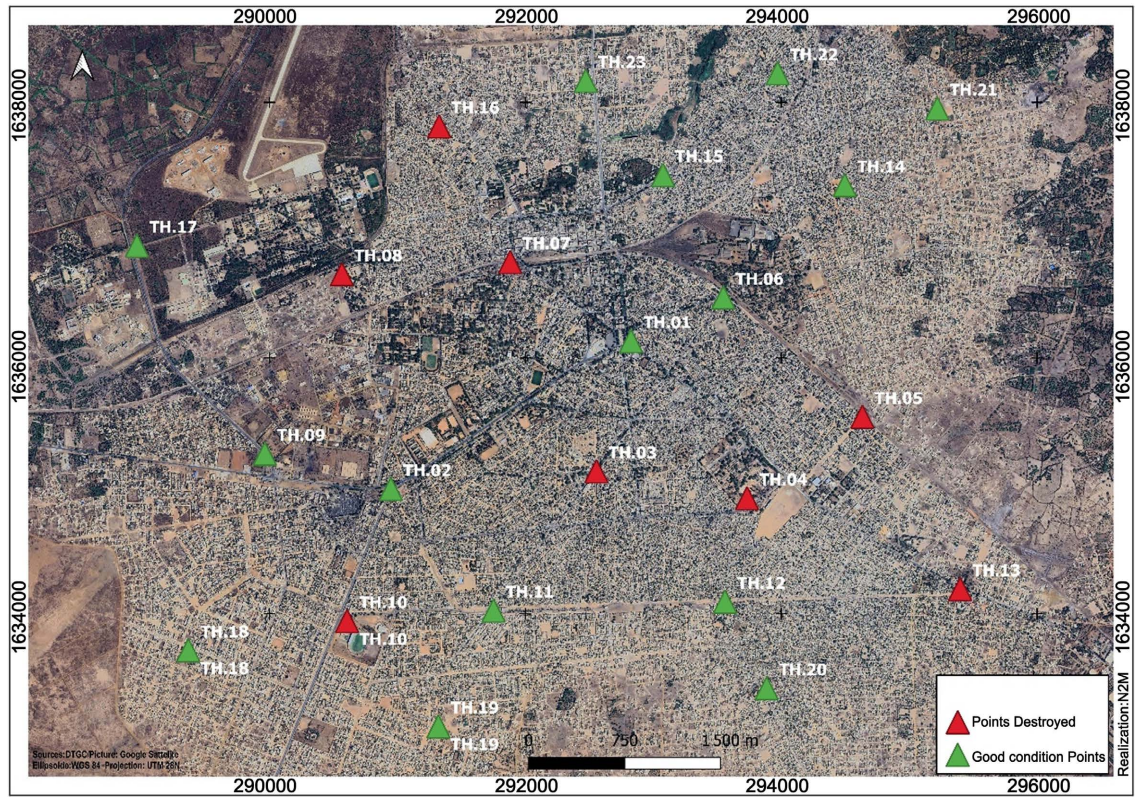 290000 292000 294000 296000
TH.22
TH.23
TH.21
1638000 1638000
TH.16
TH.15
TH.14
TH.17
TH.07
TH.08
TH.06
TH.01
1636000 1636000
TH.05
TH.09
TH.03
TH.02
TH.04
TH.13
TH.12
TH.11
TH.10
1634000 1634000
TH.18
TH.10
TH.18
TH.20
TH.19
TH.19
0 750 1 500 m
Points Destroyed
Good condition Points
Realization:N2M
Sources:DTGC/Picture: Google Sattelite
Ellipsoide:WGS 84 -Projection: UTM 28N
290000 292000 294000 296000